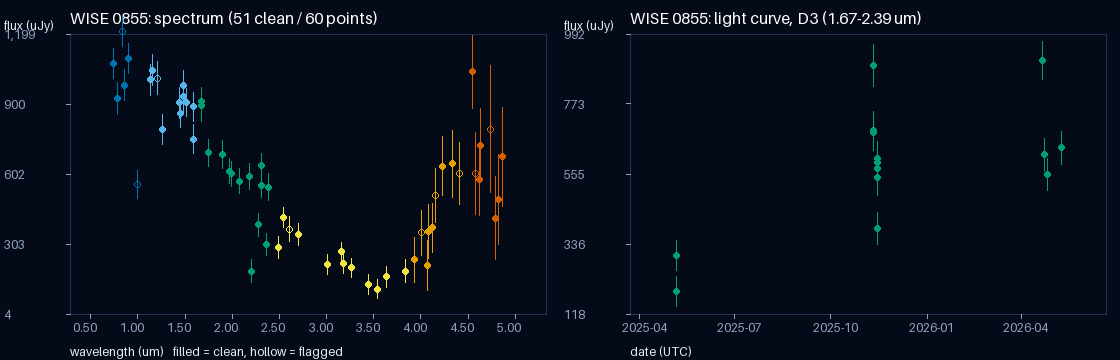 WISE 0855: spectrum (51 clean / 60 points)
flux (uJy)
1,199
900
602
303
4
0.50 1.00 1.50 2.00 2.50 3.00 3.50 4.00 4.50 5.00
wavelength (um) filled = clean, hollow = flagged
WISE 0855: light curve, D3 (1.67-2.39 um)
flux (uJy)
992
773
555
336
118
2025-04 2025-07 2025-10 2026-01 2026-04
date (UTC)